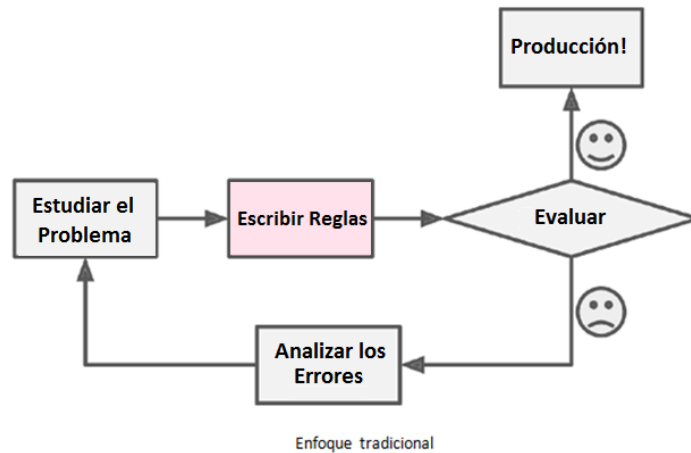 Producción!
Estudiar el
Problema
Escribir Reglas
Evaluar
Analizar los
Errores
Enfoque tradicional